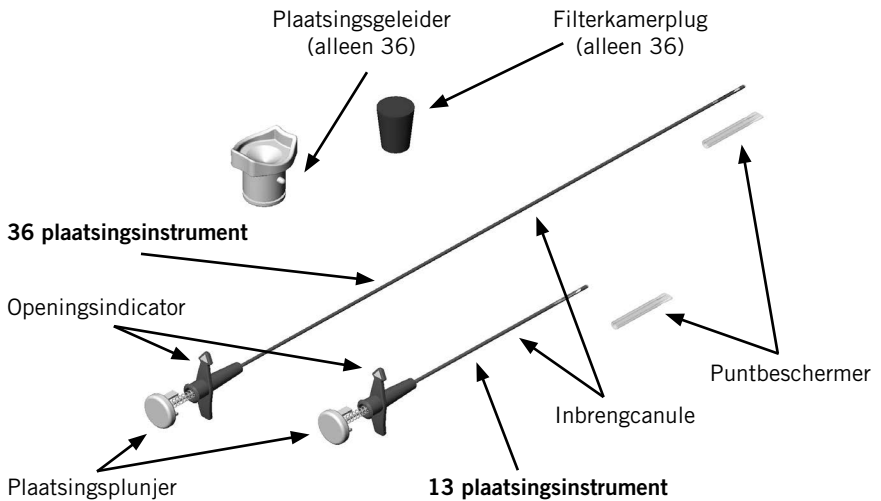 Plaatsingsgeleider
(alleen 36)
Filterkamerplug
(alleen 36)
36 plaatsingsinstrument
Openingsindicator
Puntbeschermer
Inbrengcanule
Plaatsingsplunjer
13 plaatsingsinstrument